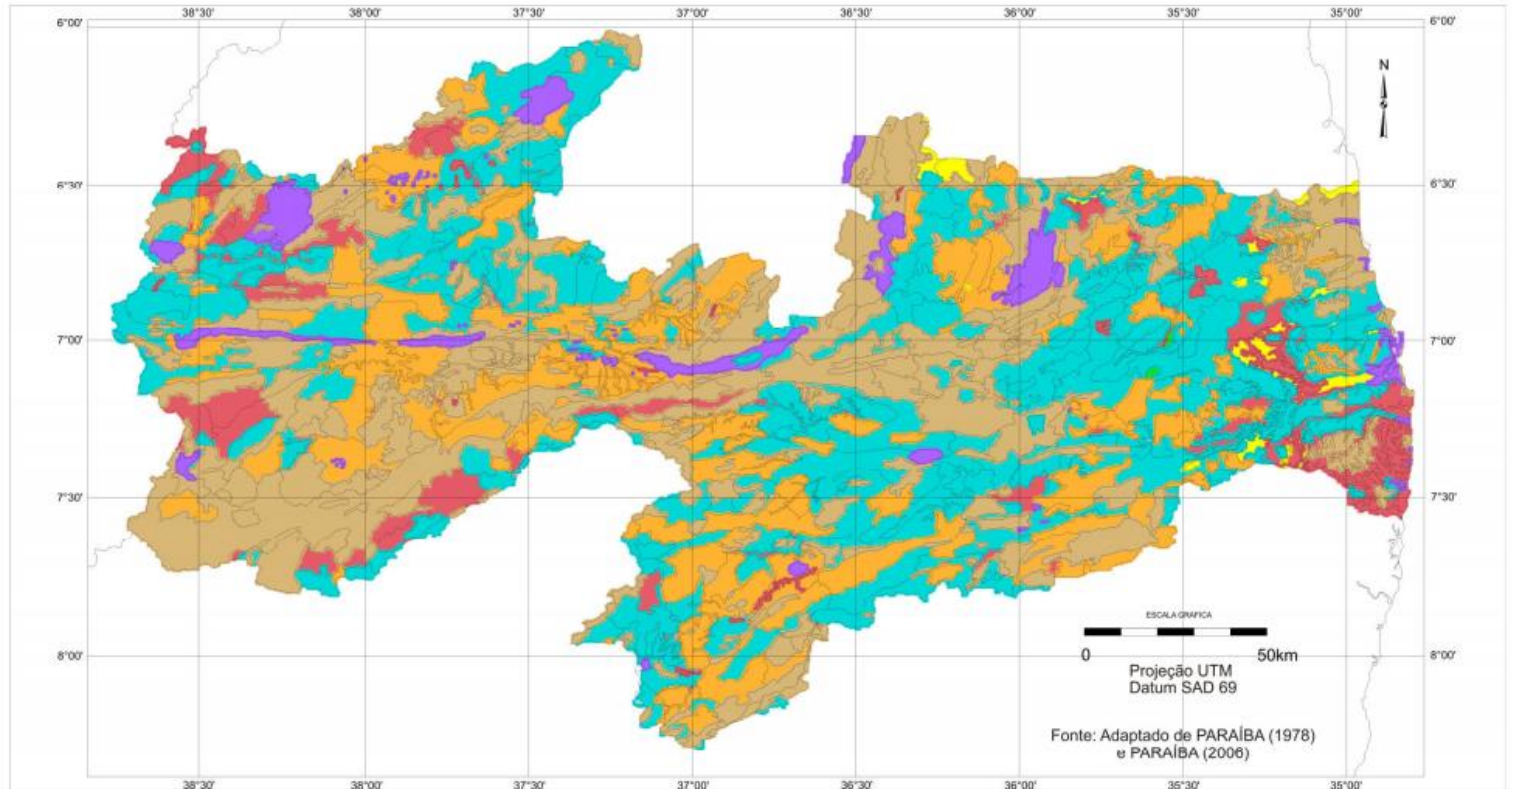 38°30' 38°00' 37°30' 37°00' 36°30' 36°00' 35°30' 35°00'
6°00' 6°00'
N
6°30' 6°30'
7°00' 7°00'
7°30' 7°30'
ESCALA GRAFICA
0 50km
8°00' 8°00'
Projeção UTM
Datum SAD 69
Fonte: Adaptado de PARAÍBA (1978)
e PARAÍBA (2006)
38°30' 38°00' 37°30' 37°00' 36°30' 36°00' 35°30' 35°00'